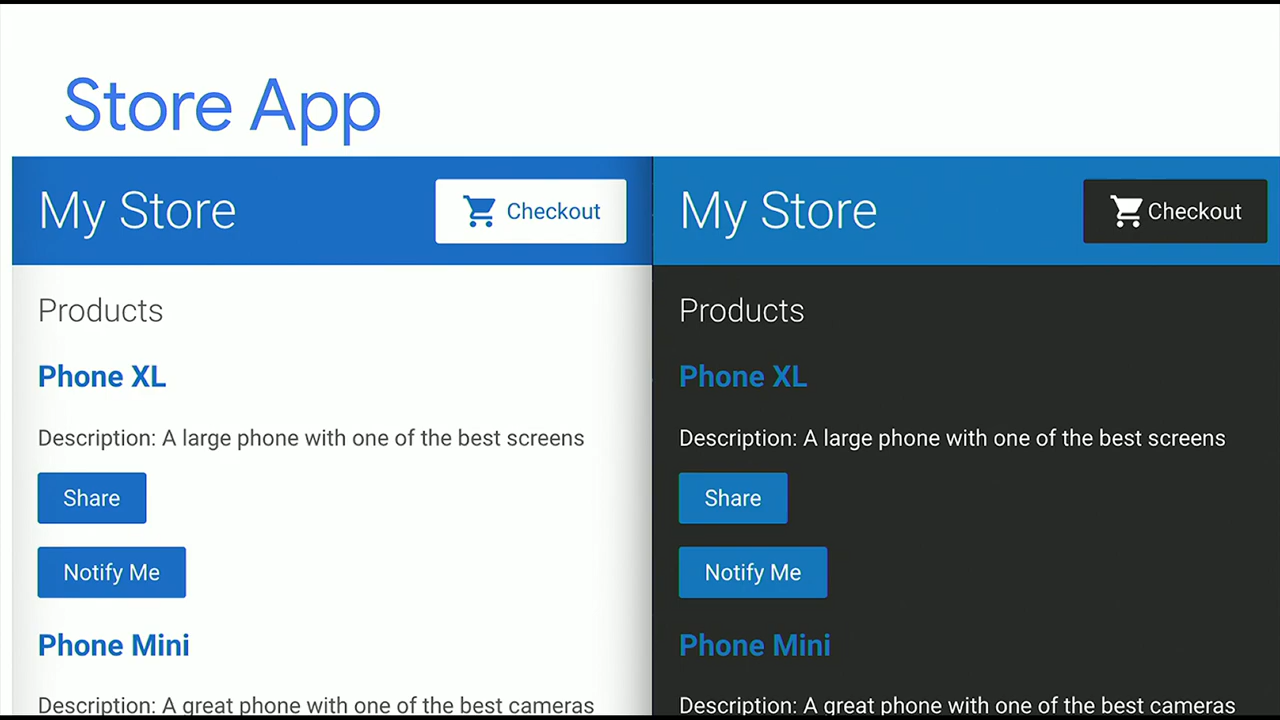 Store App
My Store
Checkout
Products
Phone XL
Description: A large phone with one of the best screens
Share
Notify Me
Phone Mini
Description: A great phone with one of the best cameras
My Store
Checkout
Products
Phone XL
Description: A large phone with one of the best screens
Share
Notify Me
Phone Mini
Description: A great phone with one of the best cameras